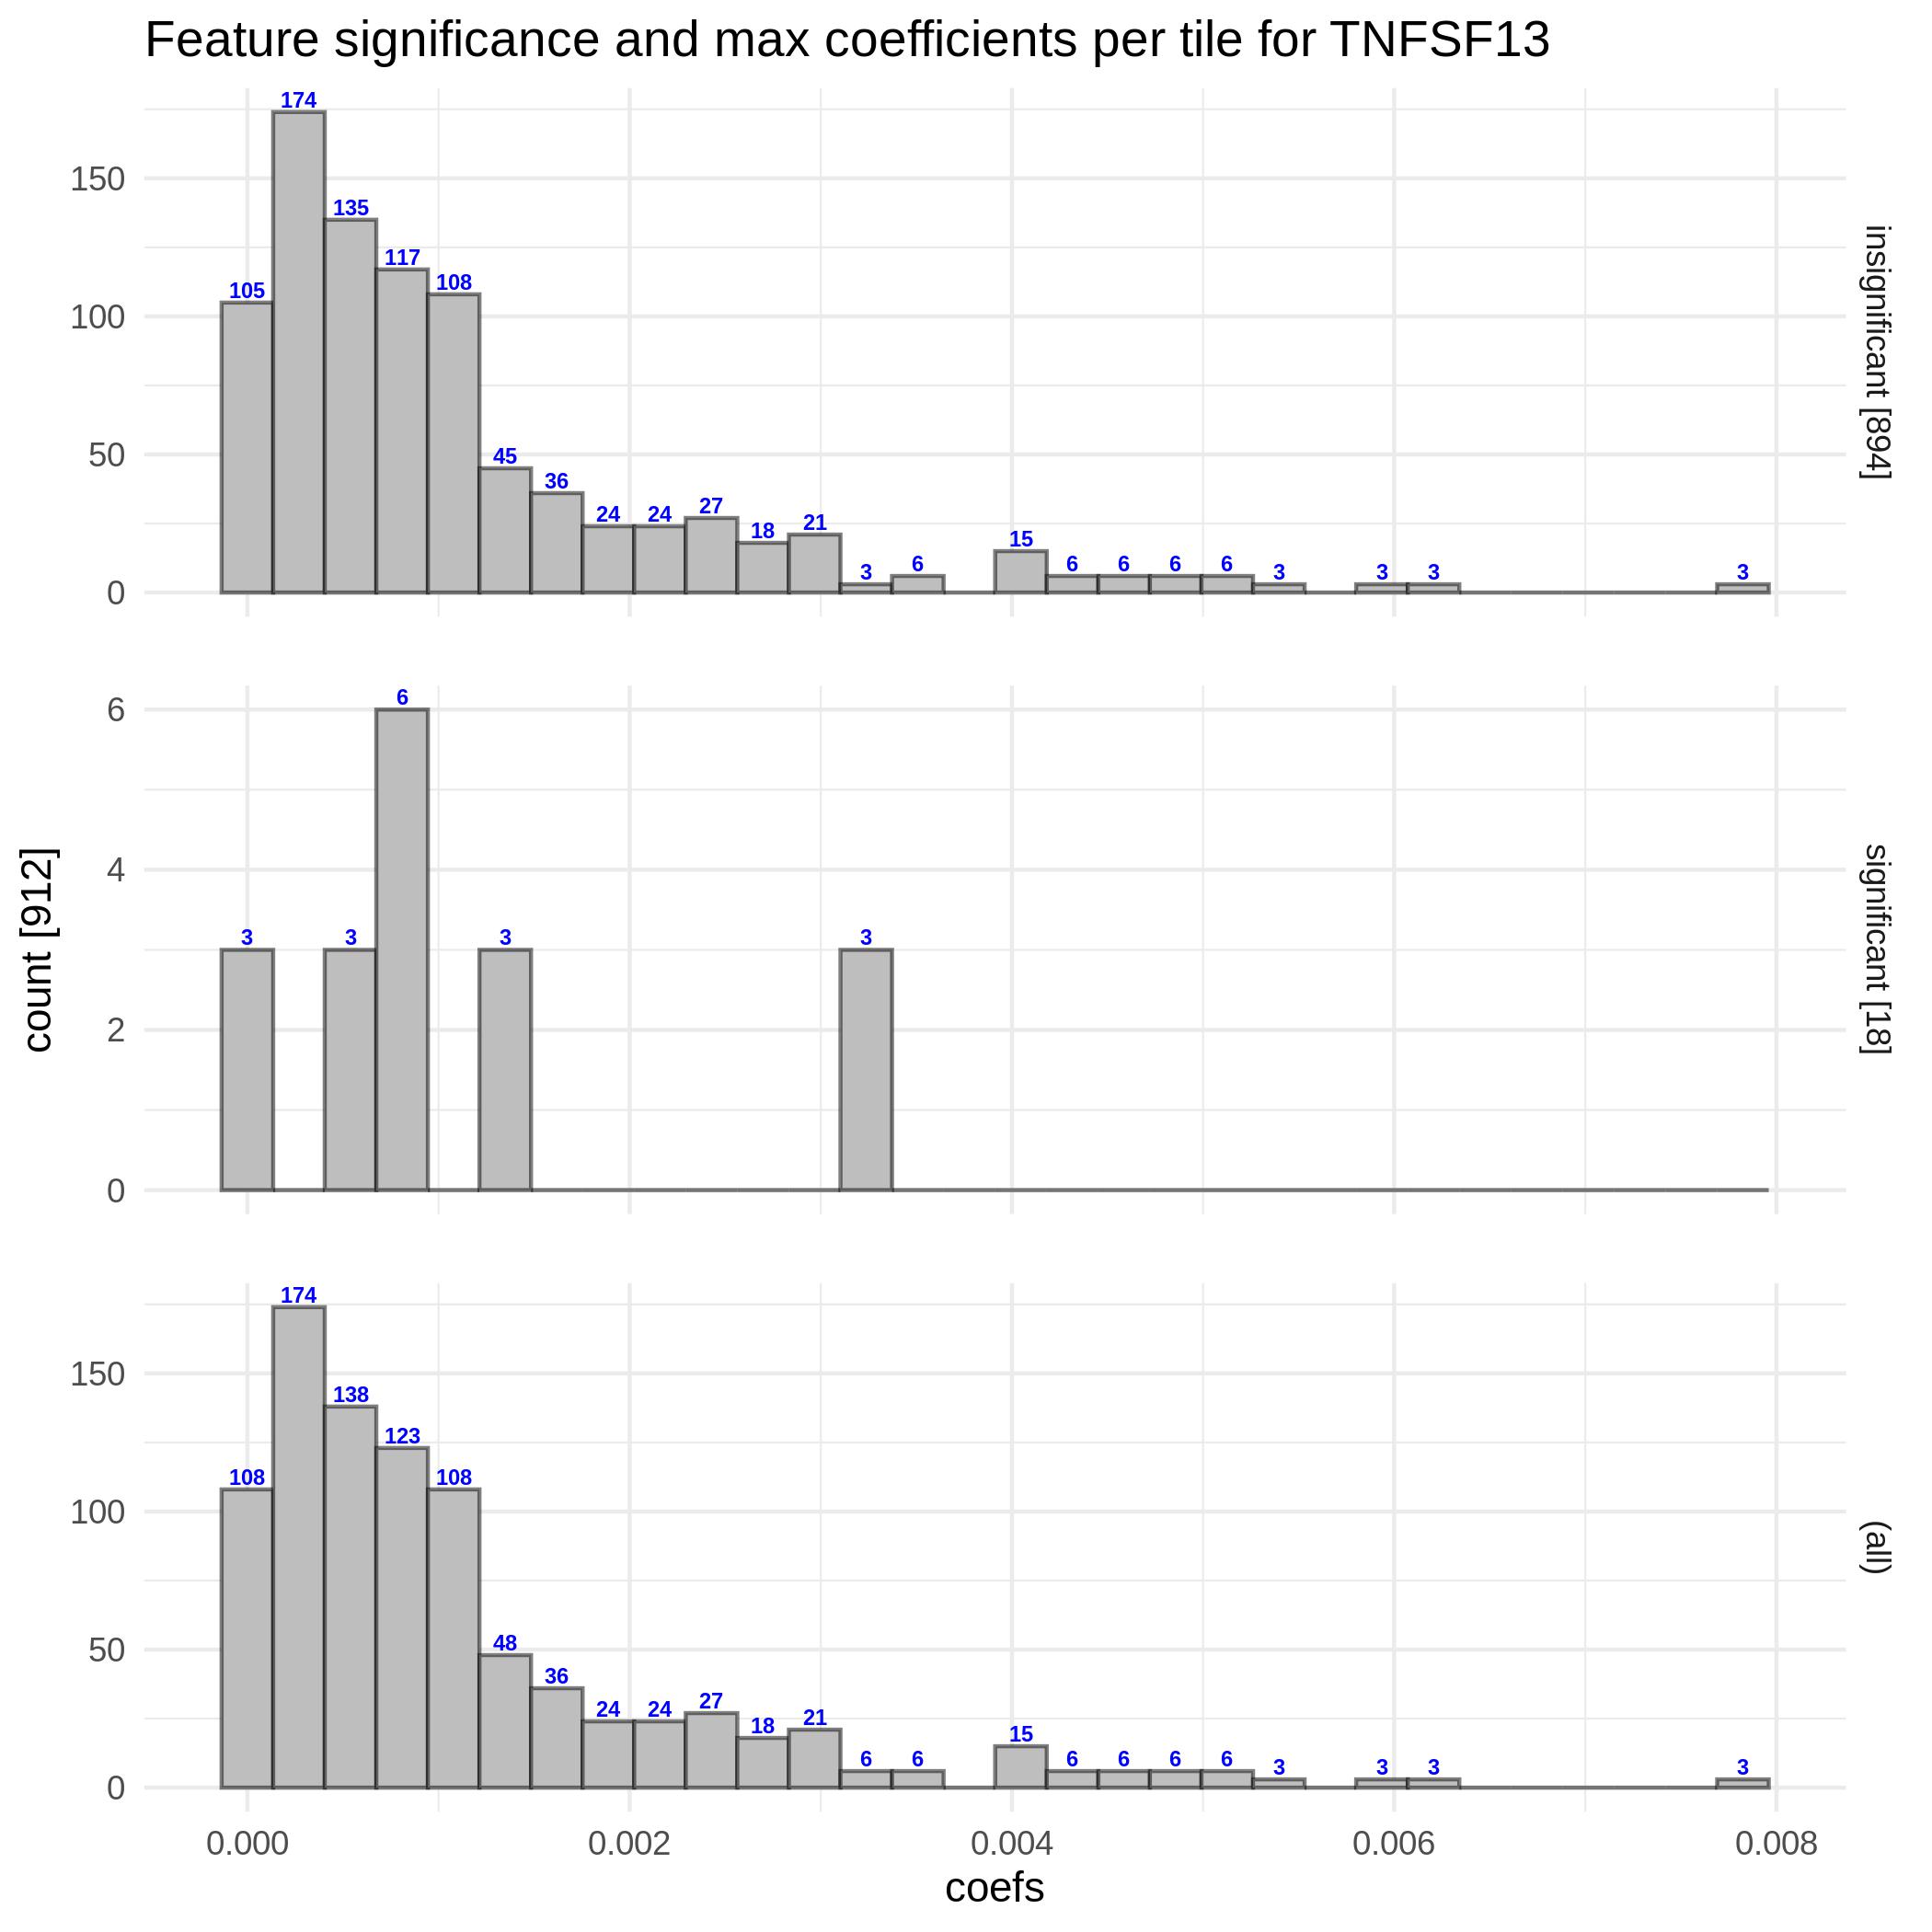 Feature significance and max coefficients per tile for TNFSF13
174
150
135
117
108
105
100
50
45
36
24 24 27 18 21
3 6 15 6 6 6 6 3 3 3 3
0
insignificant [894]
6
6
4
3 3 3 3
2
0
significant [18]
count [912]
174
150
138
123
108 108
100
50
48
36
24 24 27 18 21
6 6 15 6 6 6 6 3 3 3 3
0
(all)
0.000 0.002 0.004 0.006 0.008
coefs